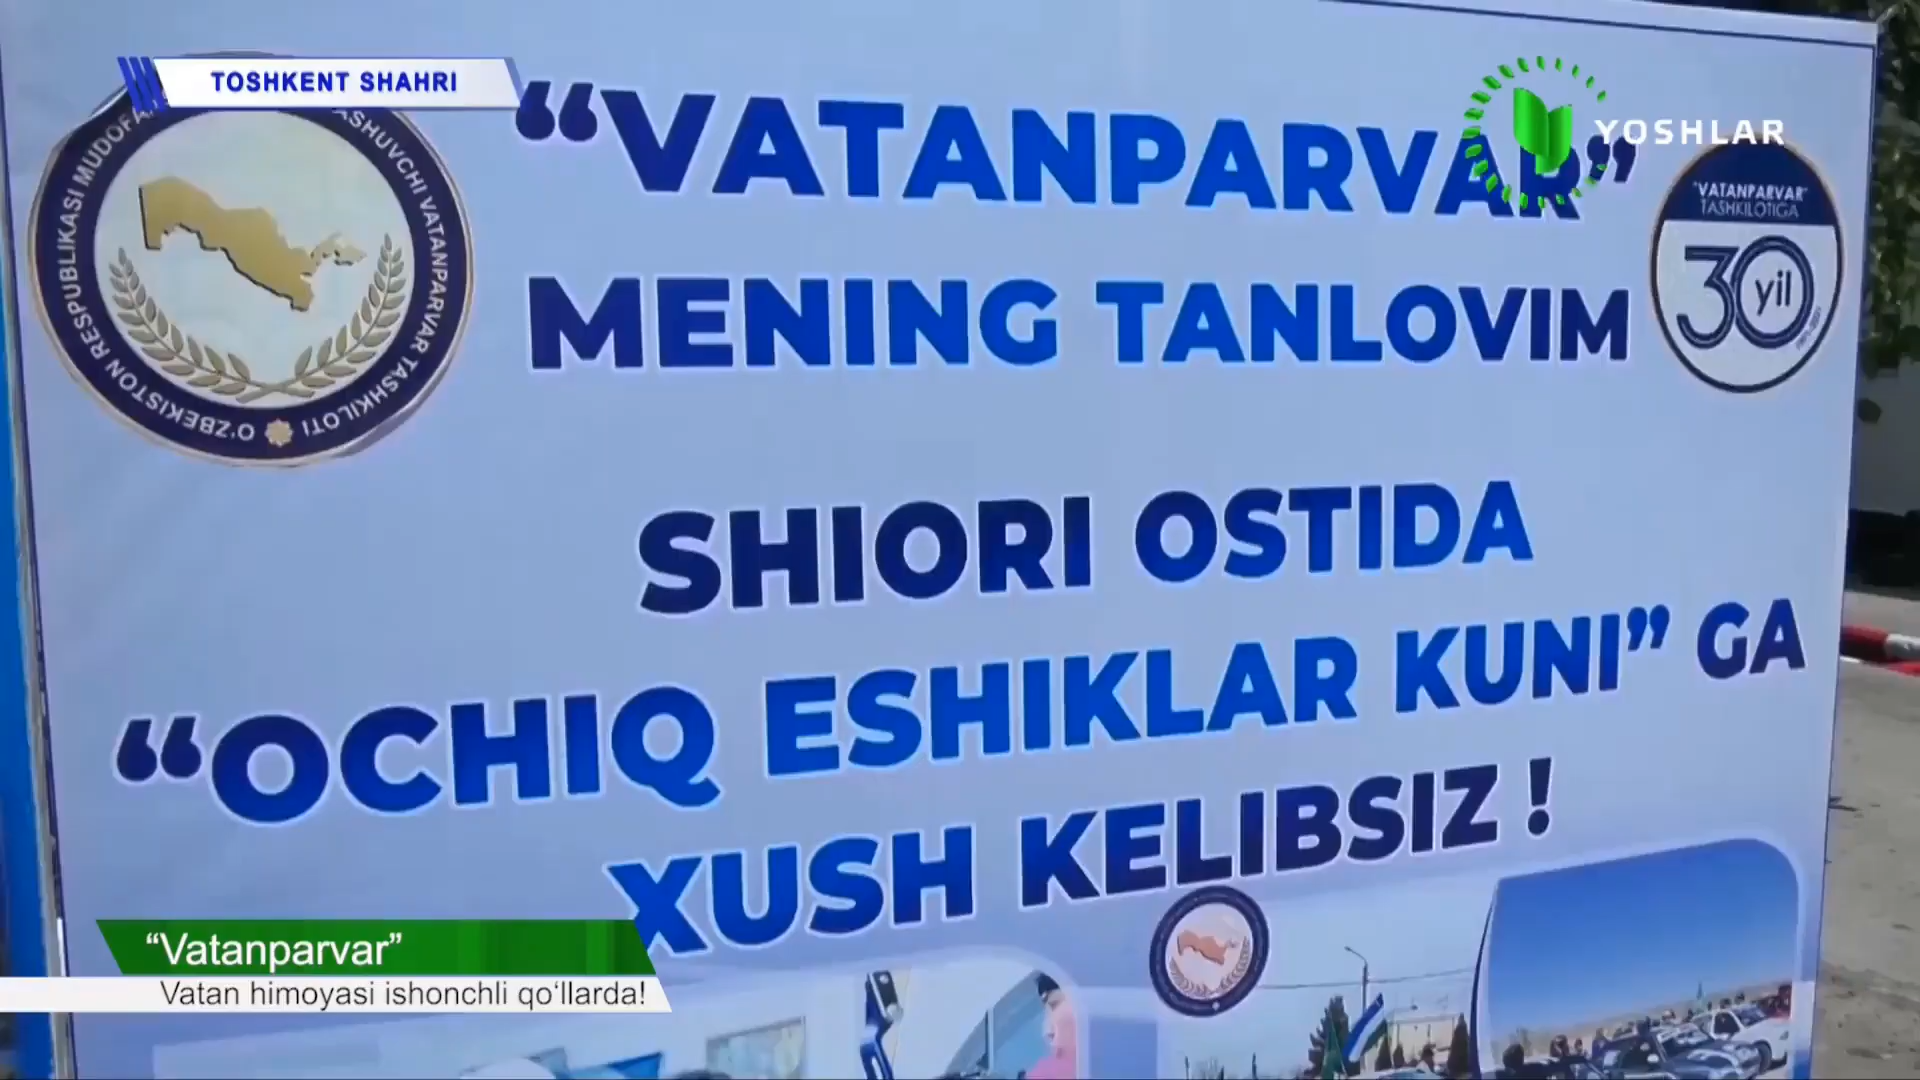 TOSHKENT SHAHRI
YOSHLAR
“VATANPARVAR”
MENING TANLOVIM
SHIORI OSTIDA
“OCHIQ ESHIKLAR KUNI” GA
XUSH KELIBSIZ !
O'ZBEKISTON RESPUBLIKASI
VATANPARVAR TASHKILOTI
"VATANPARVAR"
TASHKILOTIGA
30 yil
“Vatanparvar”
Vatan himoyasi ishonchli qo‘llarda!